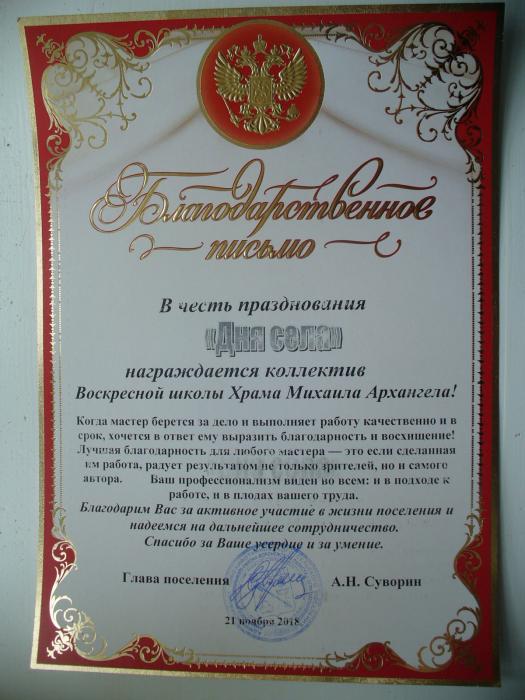 Благодарственное
письмо
В честь празднования
«Дня села»
награждается коллектив
Воскресной школы Храма Михаила Архангела!
Когда мастер берется за дело и выполняет работу качественно и в
срок, хочется в ответ ему выразить благодарность и восхищение!
Лучшая благодарность для любого мастера — это если сделанная
им работа, радует результатом не только зрителей, но и самого
автора. Ваш профессионализм виден во всем: и в подходе к
работе, и в плодах вашего труда.
Благодарим Вас за активное участие в жизни поселения и
надеемся на дальнейшее сотрудничество.
Спасибо за Ваше усердие и за умение.
Глава поселения А.Н. Суворин
21 ноября 2018